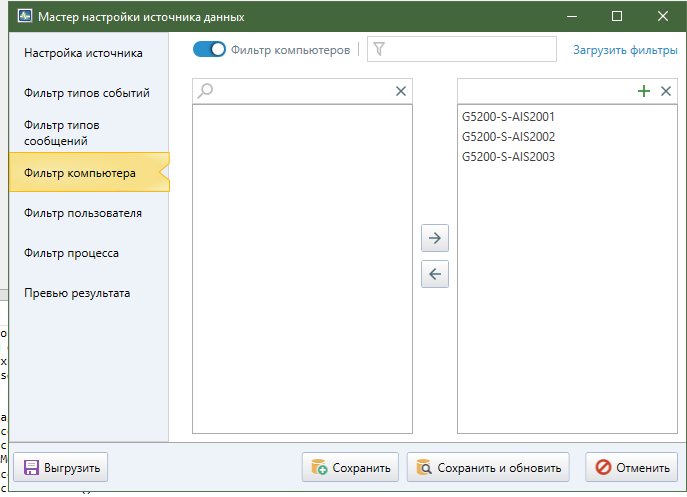 Мастер настройки источника данных
Настройка источника
Фильтр типов событий
Фильтр типов
сообщений
Фильтр компьютера
Фильтр пользователя
Фильтр процесса
Превью результата
Фильтр компьютеров
Загрузить фильтры
G5200-S-AIS2001
G5200-S-AIS2002
G5200-S-AIS2003
Выгрузить
Сохранить
Сохранить и обновить
Отменить